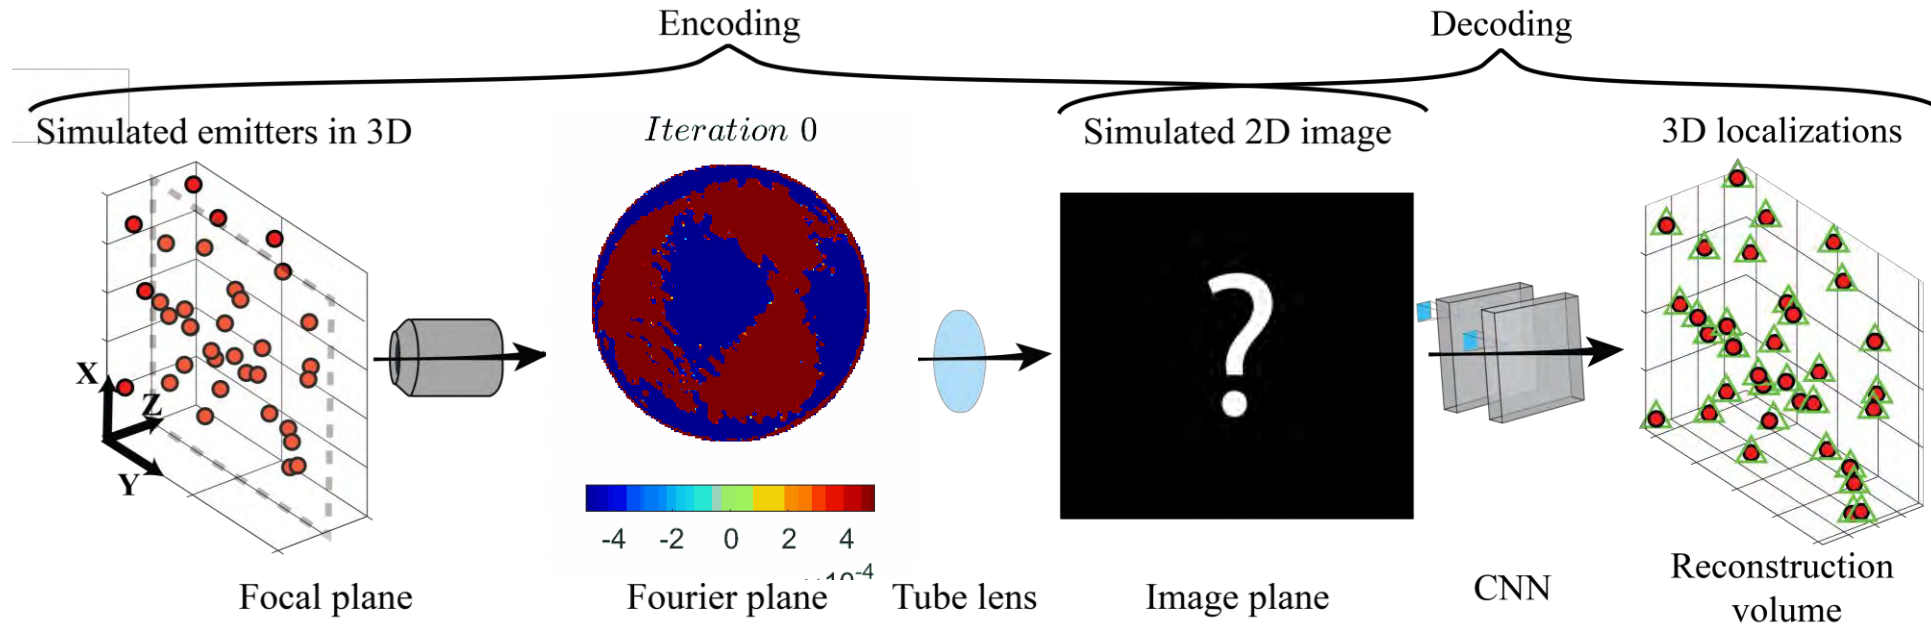 Encoding
Decoding
Simulated emitters in 3D
Iteration 0
Simulated 2D image
3D localizations
?
X
Z
Y
-4 -2 0 2 4
Focal plane
Fourier plane
Tube lens
Image plane
CNN
Reconstruction
volume